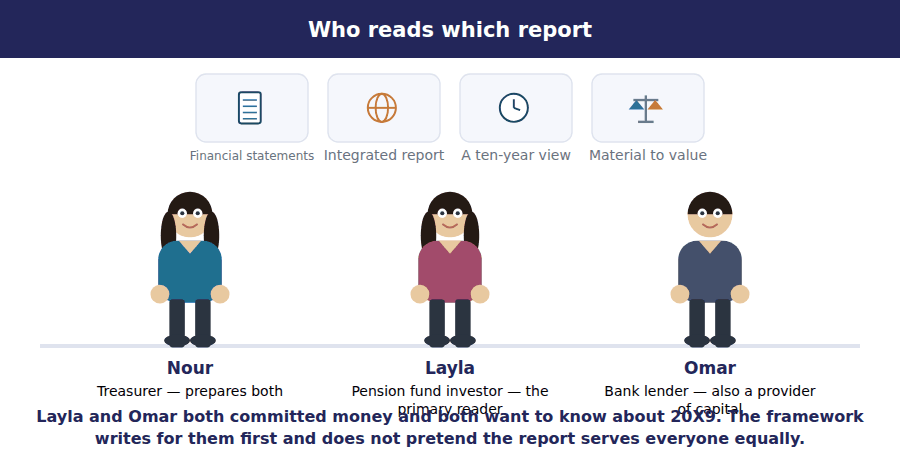 Who reads which report
Financial statements
Integrated report
A ten-year view
Material to value
Nour
Treasurer — prepares both
Layla
Pension fund investor — the
primary reader
Omar
Bank lender — also a provider
of capital
Layla and Omar both committed money and both want to know about 20X9. The framework
writes for them first and does not pretend the report serves everyone equally.